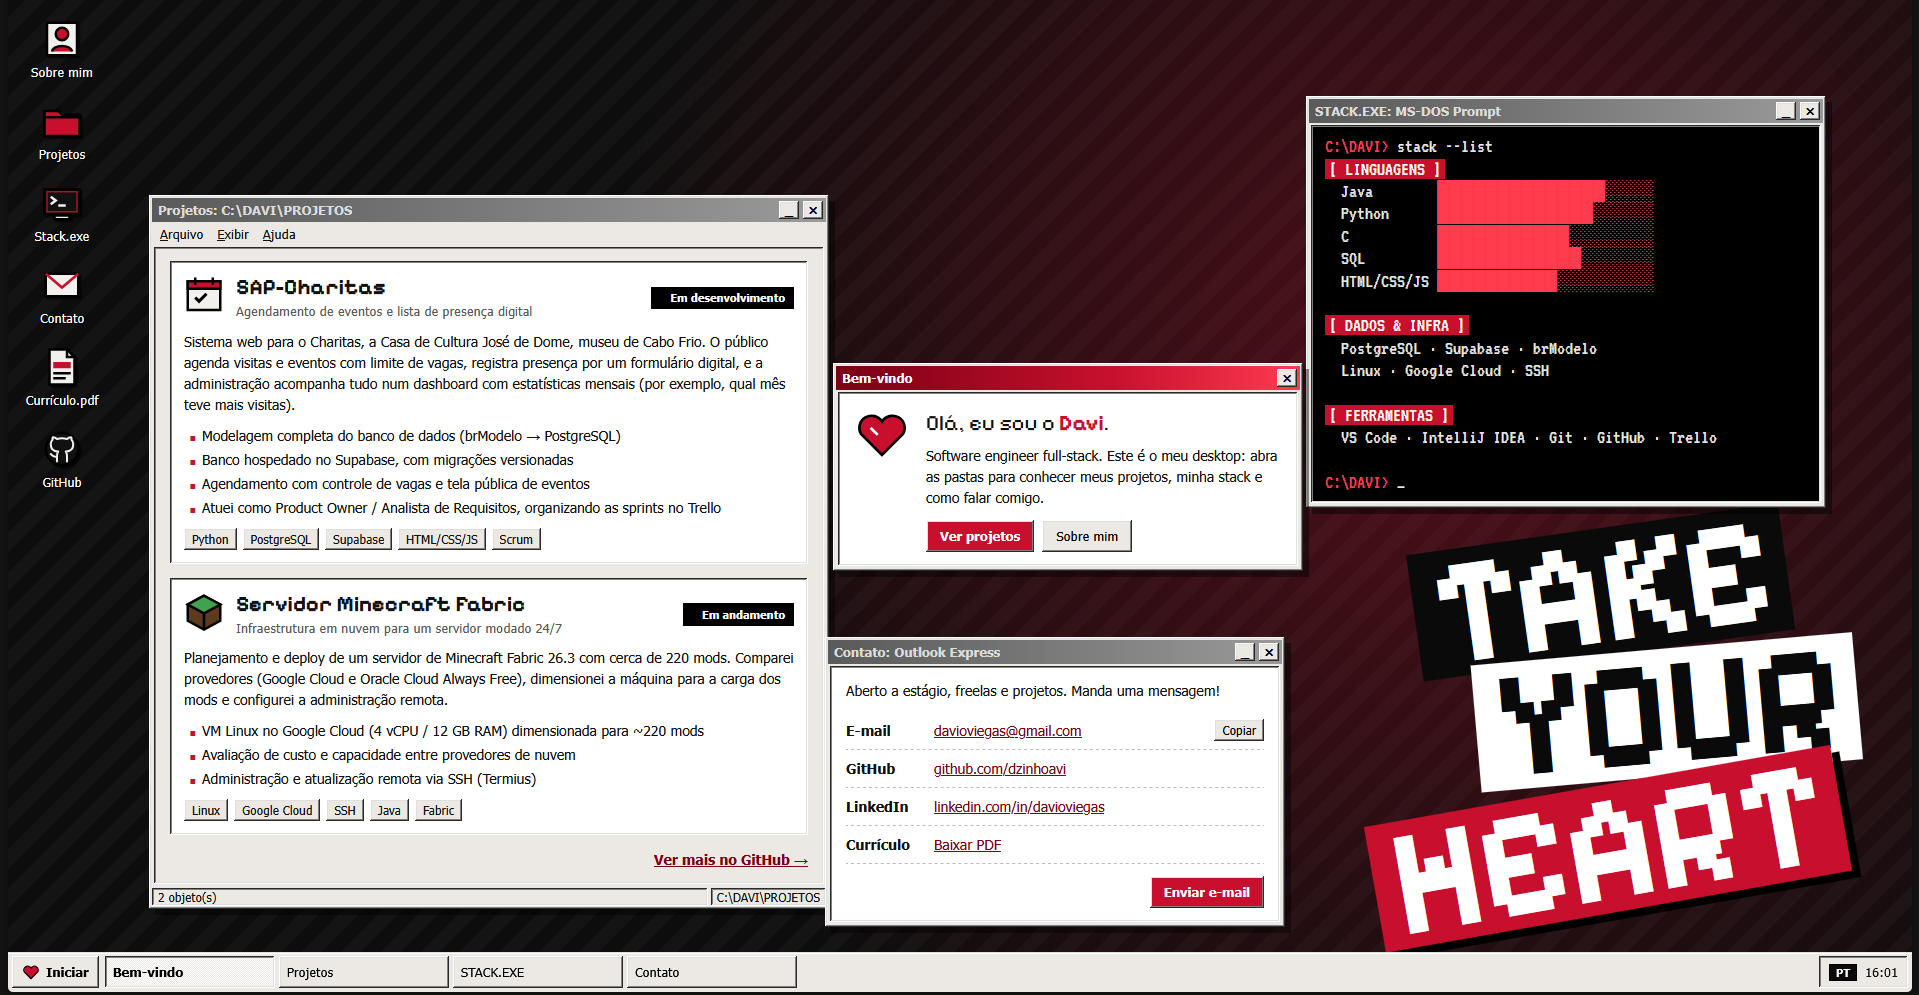 Sobre mim
Projetos
Stack.exe
Contato
Currículo.pdf
GitHub
Projetos: C:\DAVI\PROJETOS
Arquivo Exibir Ajuda
SAP-Charitas
Agendamento de eventos e lista de presença digital
Em desenvolvimento
Sistema web para o Charitas, a Casa de Cultura José de Dome, museu de Cabo Frio. O público
agenda visitas e eventos com limite de vagas, registra presença por um formulário digital, e a
administração acompanha tudo num dashboard com estatísticas mensais (por exemplo, qual mês
teve mais visitas).
Modelagem completa do banco de dados (brModelo → PostgreSQL)
Banco hospedado no Supabase, com migrações versionadas
Agendamento com controle de vagas e tela pública de eventos
Atuei como Product Owner / Analista de Requisitos, organizando as sprints no Trello
Python PostgreSQL Supabase HTML/CSS/JS Scrum
Servidor Minecraft Fabric
Infraestrutura em nuvem para um servidor modado 24/7
Em andamento
Planejamento e deploy de um servidor de Minecraft Fabric 26.3 com cerca de 220 mods. Comparei
provedores (Google Cloud e Oracle Cloud Always Free), dimensionei a máquina para a carga dos
mods e configurei a administração remota.
VM Linux no Google Cloud (4 vCPU / 12 GB RAM) dimensionada para ~220 mods
Avaliação de custo e capacidade entre provedores de nuvem
Administração e atualização remota via SSH (Termius)
Linux Google Cloud SSH Java Fabric
Ver mais no GitHub →
2 objeto(s)
C:\DAVI\PROJETOS
Bem-vindo
Olá, eu sou o Davi.
Software engineer full-stack. Este é o meu desktop: abra
as pastas para conhecer meus projetos, minha stack e
como falar comigo.
Ver projetos Sobre mim
Contato: Outlook Express
Aberto a estágio, freelas e projetos. Manda uma mensagem!
E-mail davioviegas@gmail.com Copiar
GitHub github.com/dzinhoavi
LinkedIn linkedin.com/in/davioviegas
Currículo Baixar PDF
Enviar e-mail
STACK.EXE: MS-DOS Prompt
C:\DAVI> stack --list
[ LINGUAGENS ]
Java
Python
C
SQL
HTML/CSS/JS
[ DADOS & INFRA ]
PostgreSQL · Supabase · brModelo
Linux · Google Cloud · SSH
[ FERRAMENTAS ]
VS Code · IntelliJ IDEA · Git · GitHub · Trello
C:\DAVI> _
TAKE
YOUR
HEART
Iniciar
Bem-vindo
Projetos
STACK.EXE
Contato
PT 16:01